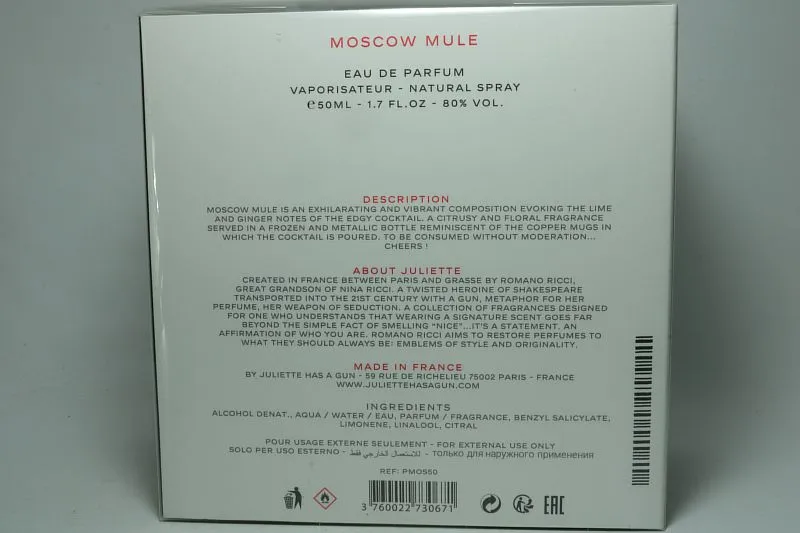 MOSCOW MULE
EAU DE PARFUM
VAPORISATEUR - NATURAL SPRAY
℮50ML - 1.7 FL.OZ - 80% VOL.
DESCRIPTION
MOSCOW MULE IS AN EXHILARATING AND VIBRANT COMPOSITION EVOKING THE LIME
AND GINGER NOTES OF THE EDGY COCKTAIL. A CITRUSY AND FLORAL FRAGRANCE
SERVED IN A FROZEN AND METALLIC BOTTLE REMINISCENT OF THE COPPER MUGS IN
WHICH THE COCKTAIL IS POURED. TO BE CONSUMED WITHOUT MODERATION...
CHEERS !
ABOUT JULIETTE
CREATED IN FRANCE BETWEEN PARIS AND GRASSE BY ROMANO RICCI,
GREAT GRANDSON OF NINA RICCI. A TWISTED HEROINE OF SHAKESPEARE
TRANSPORTED INTO THE 21ST CENTURY WITH A GUN, METAPHOR FOR HER
PERFUME, HER WEAPON OF SEDUCTION. A COLLECTION OF FRAGRANCES DESIGNED
FOR ONE WHO UNDERSTANDS THAT WEARING A SIGNATURE SCENT GOES FAR
BEYOND THE SIMPLE FACT OF SMELLING "NICE"...IT'S A STATEMENT, AN
AFFIRMATION OF WHO YOU ARE. ROMANO RICCI AIMS TO RESTORE PERFUMES TO
WHAT THEY SHOULD ALWAYS BE: EMBLEMS OF STYLE AND ORIGINALITY.
MADE IN FRANCE
BY JULIETTE HAS A GUN - 59 RUE DE RICHELIEU 75002 PARIS - FRANCE
WWW.JULIETTEHASAGUN.COM
INGREDIENTS
ALCOHOL DENAT., AQUA / WATER / EAU, PARFUM / FRAGRANCE, BENZYL SALICYLATE,
LIMONENE, LINALOOL, CITRAL
POUR USAGE EXTERNE SEULEMENT - FOR EXTERNAL USE ONLY
SOLO PER USO ESTERNO - للاستعمال الخارجي فقط - только для наружного применения
REF: PMOS50
3 760022 730671
EAC